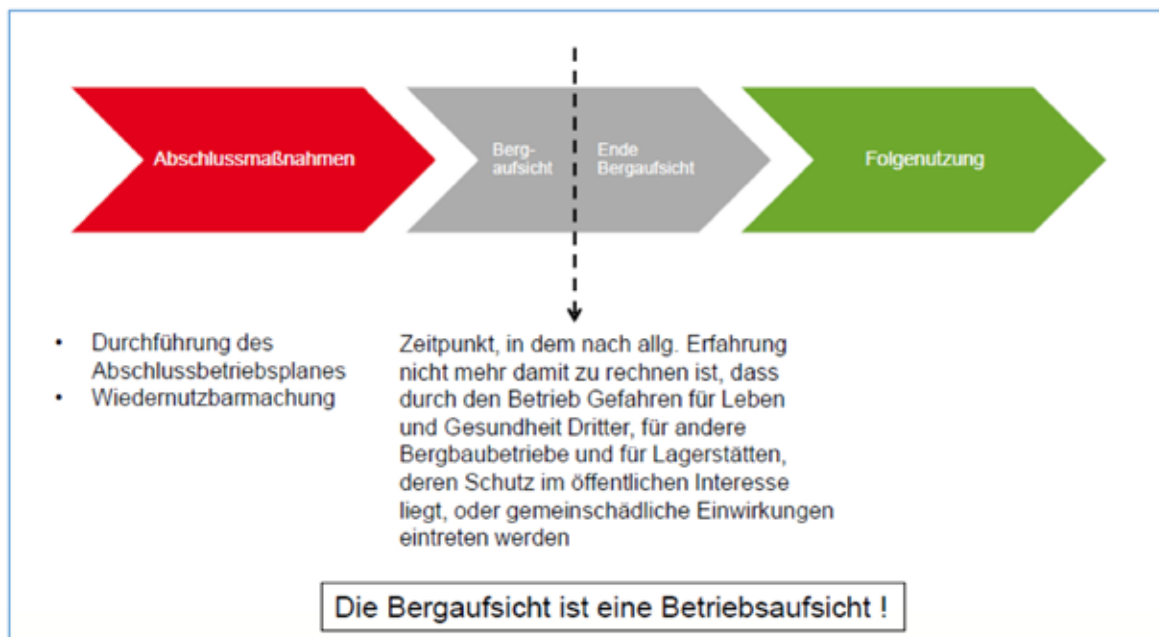 Abschlussmaßnahmen
Berg-
aufsicht
Ende
Bergaufsicht
Folgenutzung
• Durchführung des
Abschlussbetriebsplanes
• Wiedernutzbarmachung
Zeitpunkt, in dem nach allg. Erfahrung
nicht mehr damit zu rechnen ist, dass
durch den Betrieb Gefahren für Leben
und Gesundheit Dritter, für andere
Bergbaubetriebe und für Lagerstätten,
deren Schutz im öffentlichen Interesse
liegt, oder gemeinschädliche Einwirkungen
eintreten werden
Die Bergaufsicht ist eine Betriebsaufsicht !